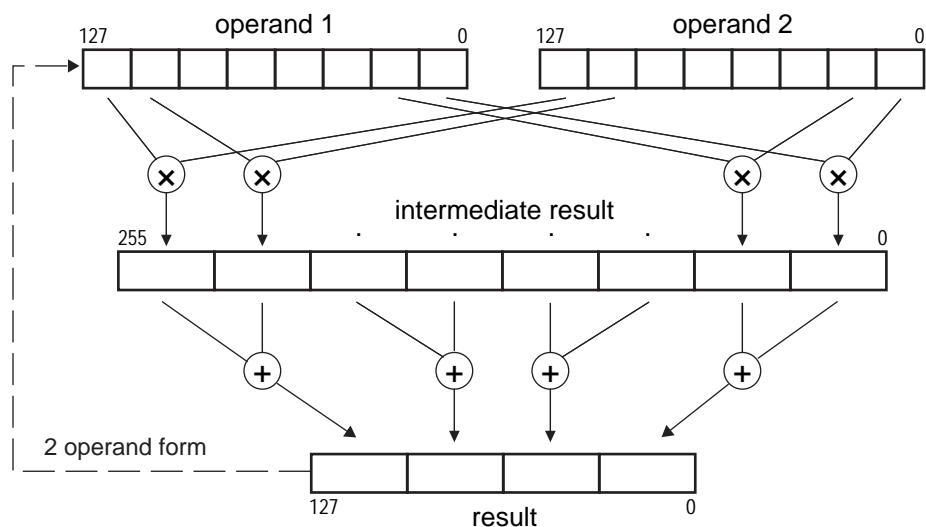 operand 1
operand 2
127
0
127
0
×
×
×
×
intermediate result
255
. . . .
0
+
+
+
+
2 operand form
127
0
result